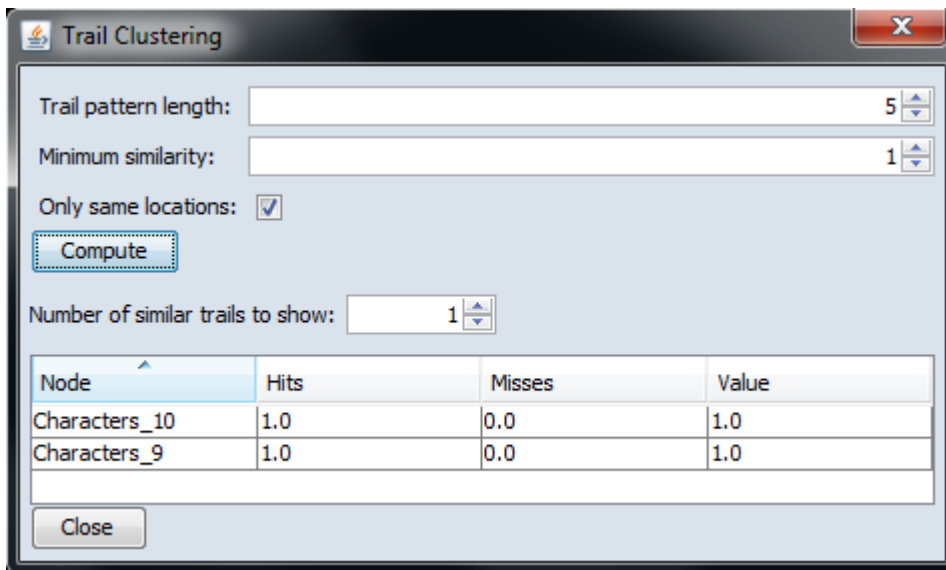 Trail Clustering
Trail pattern length: 5
Minimum similarity: 1
Only same locations:
Compute
Number of similar trails to show: 1
Node Hits Misses Value
Characters_10 1.0 0.0 1.0
Characters_9 1.0 0.0 1.0
Close